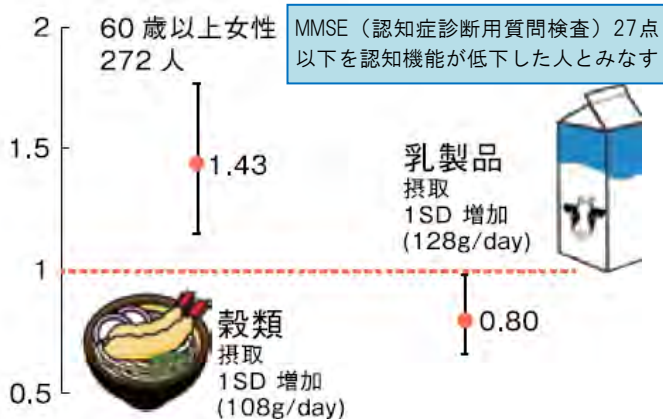 2
60 歳以上女性
272 人
MMSE（認知症診断用質問検査）27点
以下を認知機能が低下した人とみなす
1.5
1.43
乳製品
摂取
1SD 増加
(128g/day)
1
0.80
穀類
摂取
1SD 増加
(108g/day)
0.5